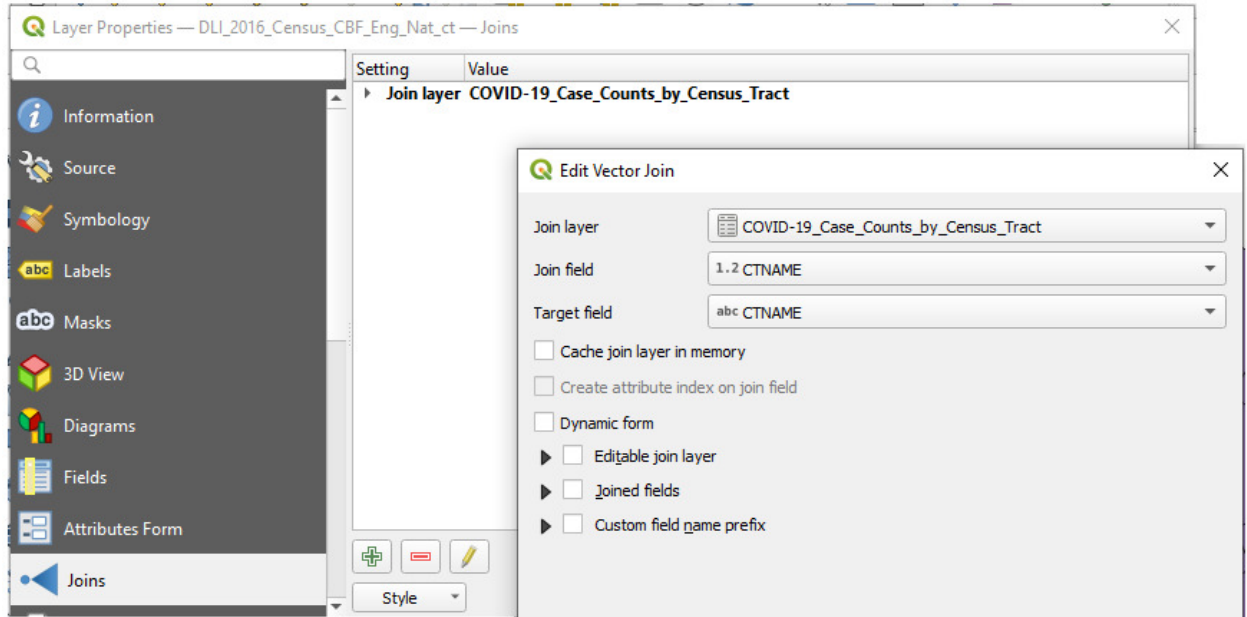 Layer Properties — DLI_2016_Census_CBF_Eng_Nat_ct — Joins
Setting Value
Join layer COVID-19_Case_Counts_by_Census_Tract
Information
Source
Symbology
abc Labels
abc Masks
3D View
Diagrams
Fields
Attributes Form
Joins
Style
Edit Vector Join
Join layer COVID-19_Case_Counts_by_Census_Tract
Join field 1.2 CTNAME
Target field abc CTNAME
Cache join layer in memory
Create attribute index on join field
Dynamic form
Editable join layer
Joined fields
Custom field name prefix